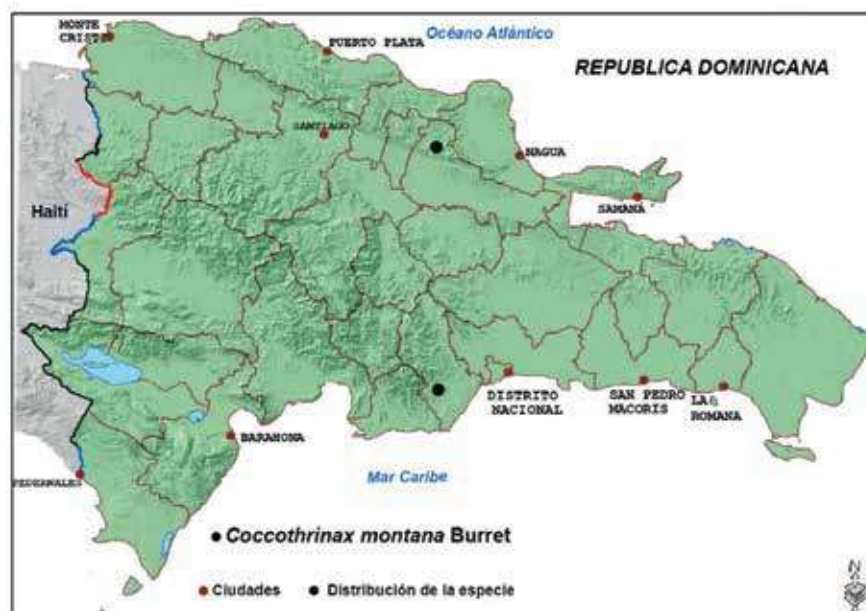 MONTE
CRISTI
PUERTO PLATA
Océano Atlántico
REPUBLICA DOMINICANA
SANTIAGO
NAGUA
SAMANA
Haití
DISTRITO
NACIONAL
SAN PEDRO
MACORIS
LA
ROMANA
BARAHONA
Mar Caribe
PEDERNALES
Coccothrinax montana Burret
Ciudades
Distribución de la especie
N